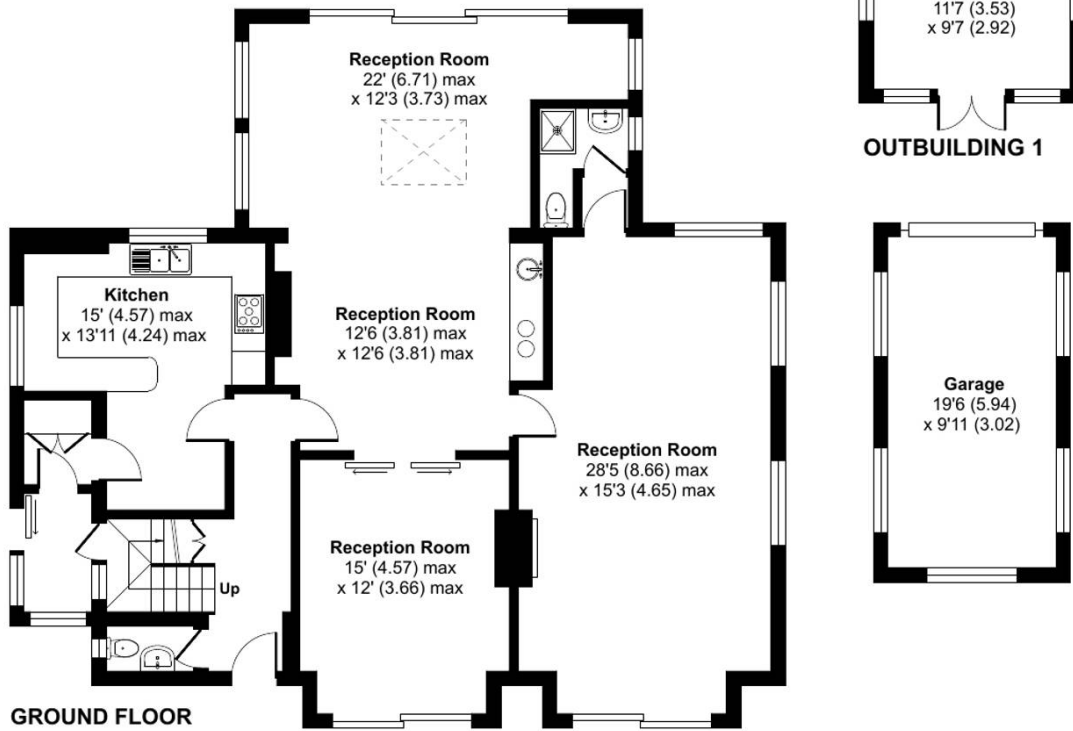 Reception Room
22' (6.71) max
x 12'3 (3.73) max
11'7 (3.53)
x 9'7 (2.92)
OUTBUILDING 1
Kitchen
15' (4.57) max
x 13'11 (4.24) max
Reception Room
12'6 (3.81) max
x 12'6 (3.81) max
Garage
19'6 (5.94)
x 9'11 (3.02)
Reception Room
28'5 (8.66) max
x 15'3 (4.65) max
Reception Room
15' (4.57) max
x 12' (3.66) max
Up
GROUND FLOOR